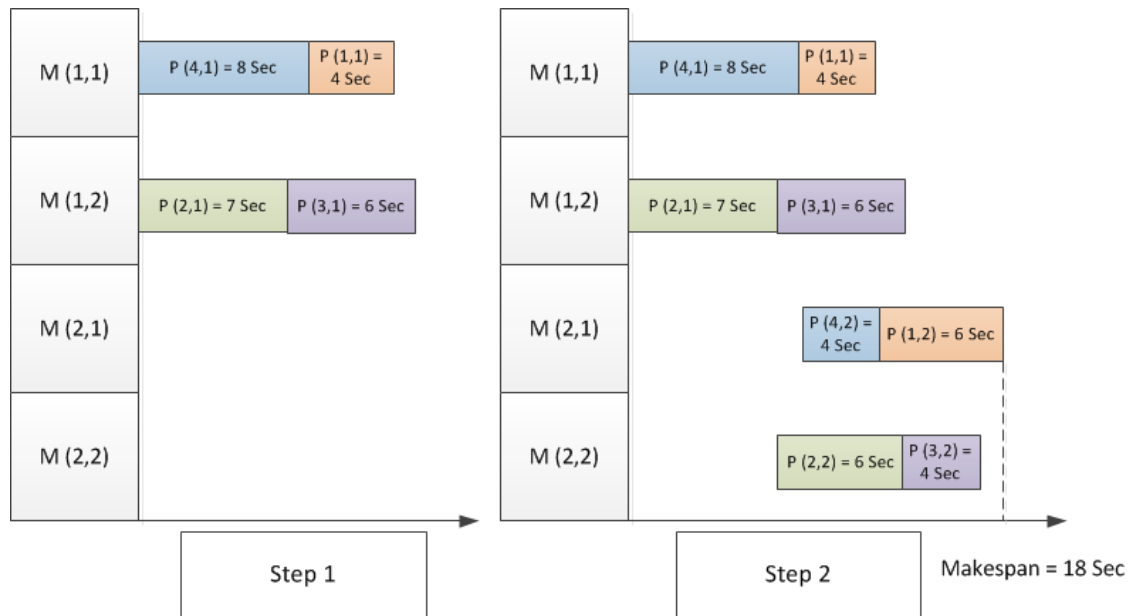 M (1,1)
P (4,1) = 8 Sec
P (1,1) =
4 Sec
M (1,2)
P (2,1) = 7 Sec
P (3,1) = 6 Sec
M (2,1)
M (2,2)
Step 1
M (1,1)
P (4,1) = 8 Sec
P (1,1) =
4 Sec
M (1,2)
P (2,1) = 7 Sec
P (3,1) = 6 Sec
M (2,1)
P (4,2) =
4 Sec
P (1,2) = 6 Sec
M (2,2)
P (2,2) = 6 Sec
P (3,2) =
4 Sec
Step 2
Makespan = 18 Sec